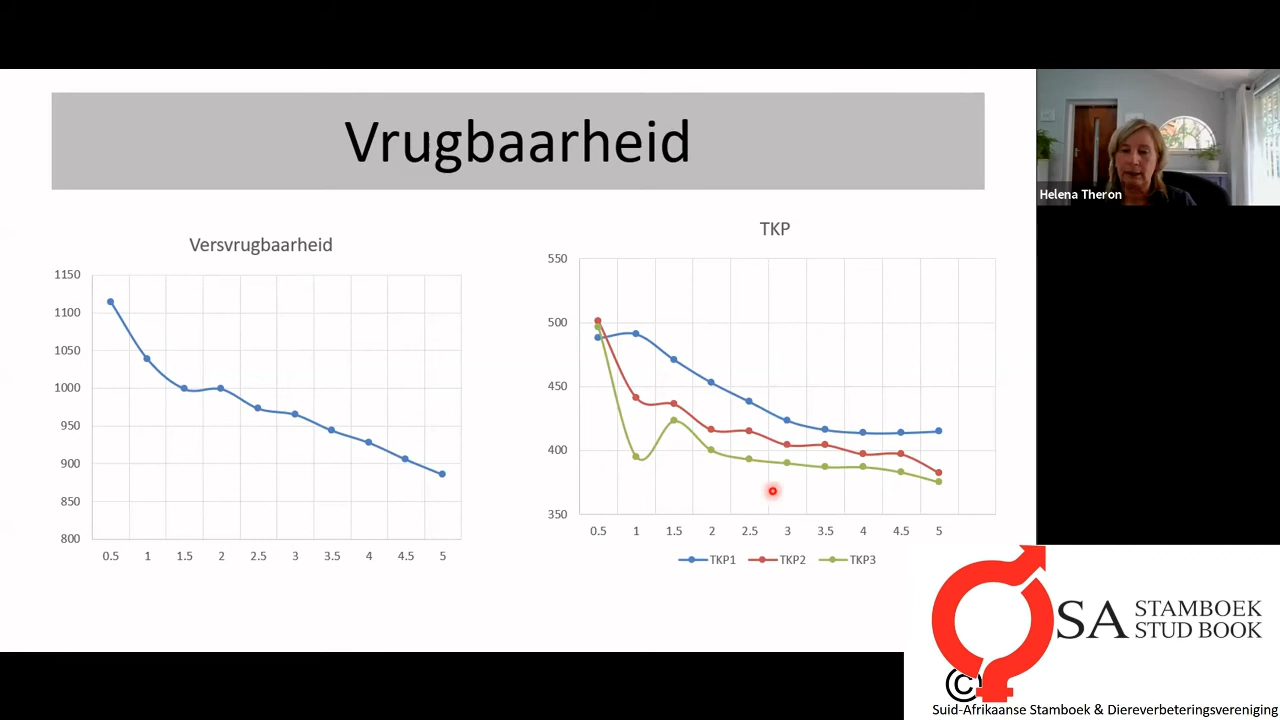 Vrugbaarheid
Helena Theron
Versvrugbaarheid
1150
1100
1050
1000
950
900
850
800
0.5 1 1.5 2 2.5 3 3.5 4 4.5 5
TKP
550
500
450
400
350
0.5 1 1.5 2 2.5 3 3.5 4 4.5 5
TKP1 TKP2 TKP3
SA STAMBOEK
STUD BOOK
©
Suid-Afrikaanse Stamboek & Diereverbeteringsvereniging